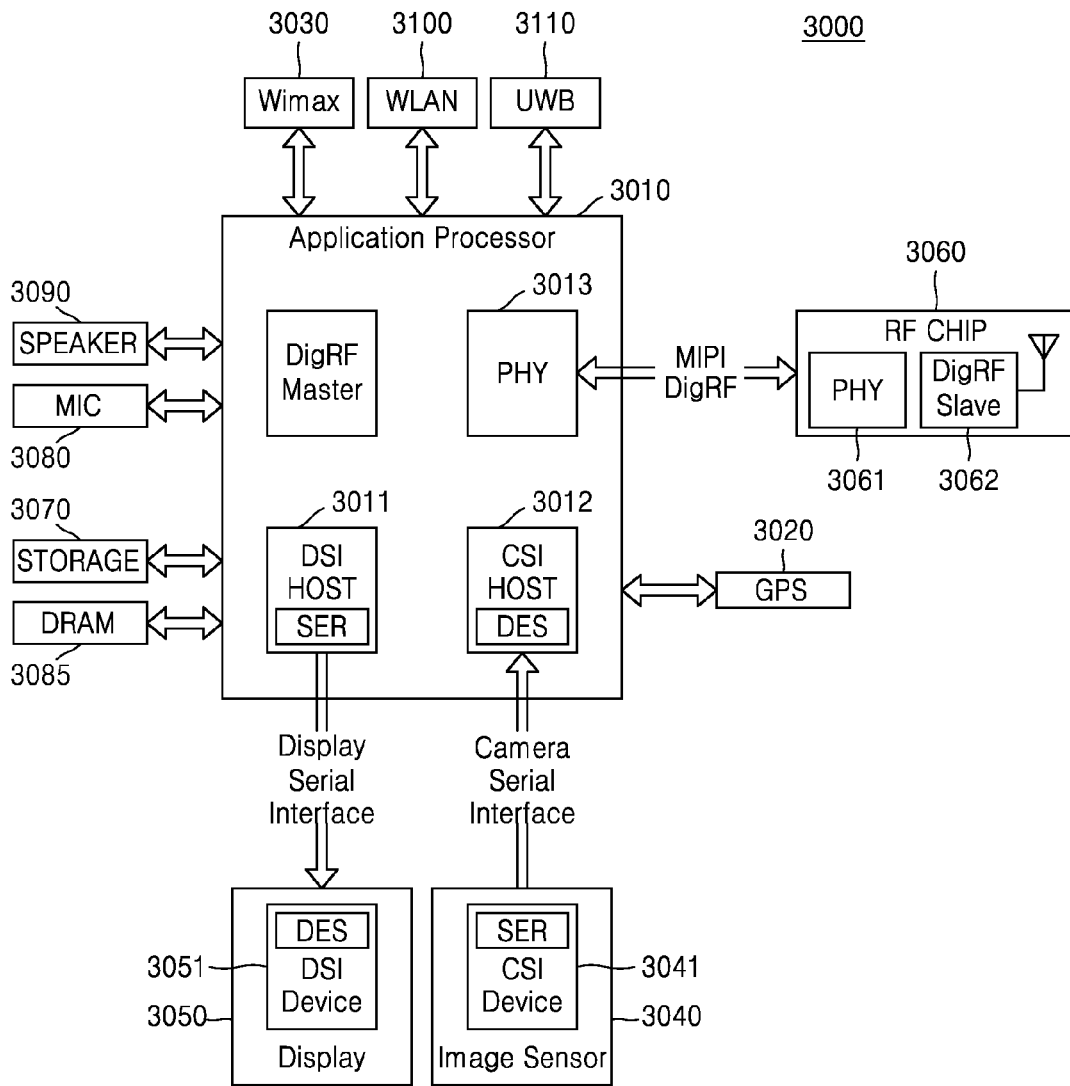 3030
3100
3110
3000
Wimax
WLAN
UWB
3010
Application Processor
3090
SPEAKER
MIC
3080
DigRF
Master
3013
PHY
MIPI
DigRF
3060
RF CHIP
PHY
DigRF
Slave
3061
3062
3070
STORAGE
DRAM
3085
3011
DSI
HOST
SER
3012
CSI
HOST
DES
3020
GPS
Display
Serial
Interface
Camera
Serial
Interface
DES
DSI
Device
3051
3050
Display
SER
CSI
Device
3041
3040
Image Sensor